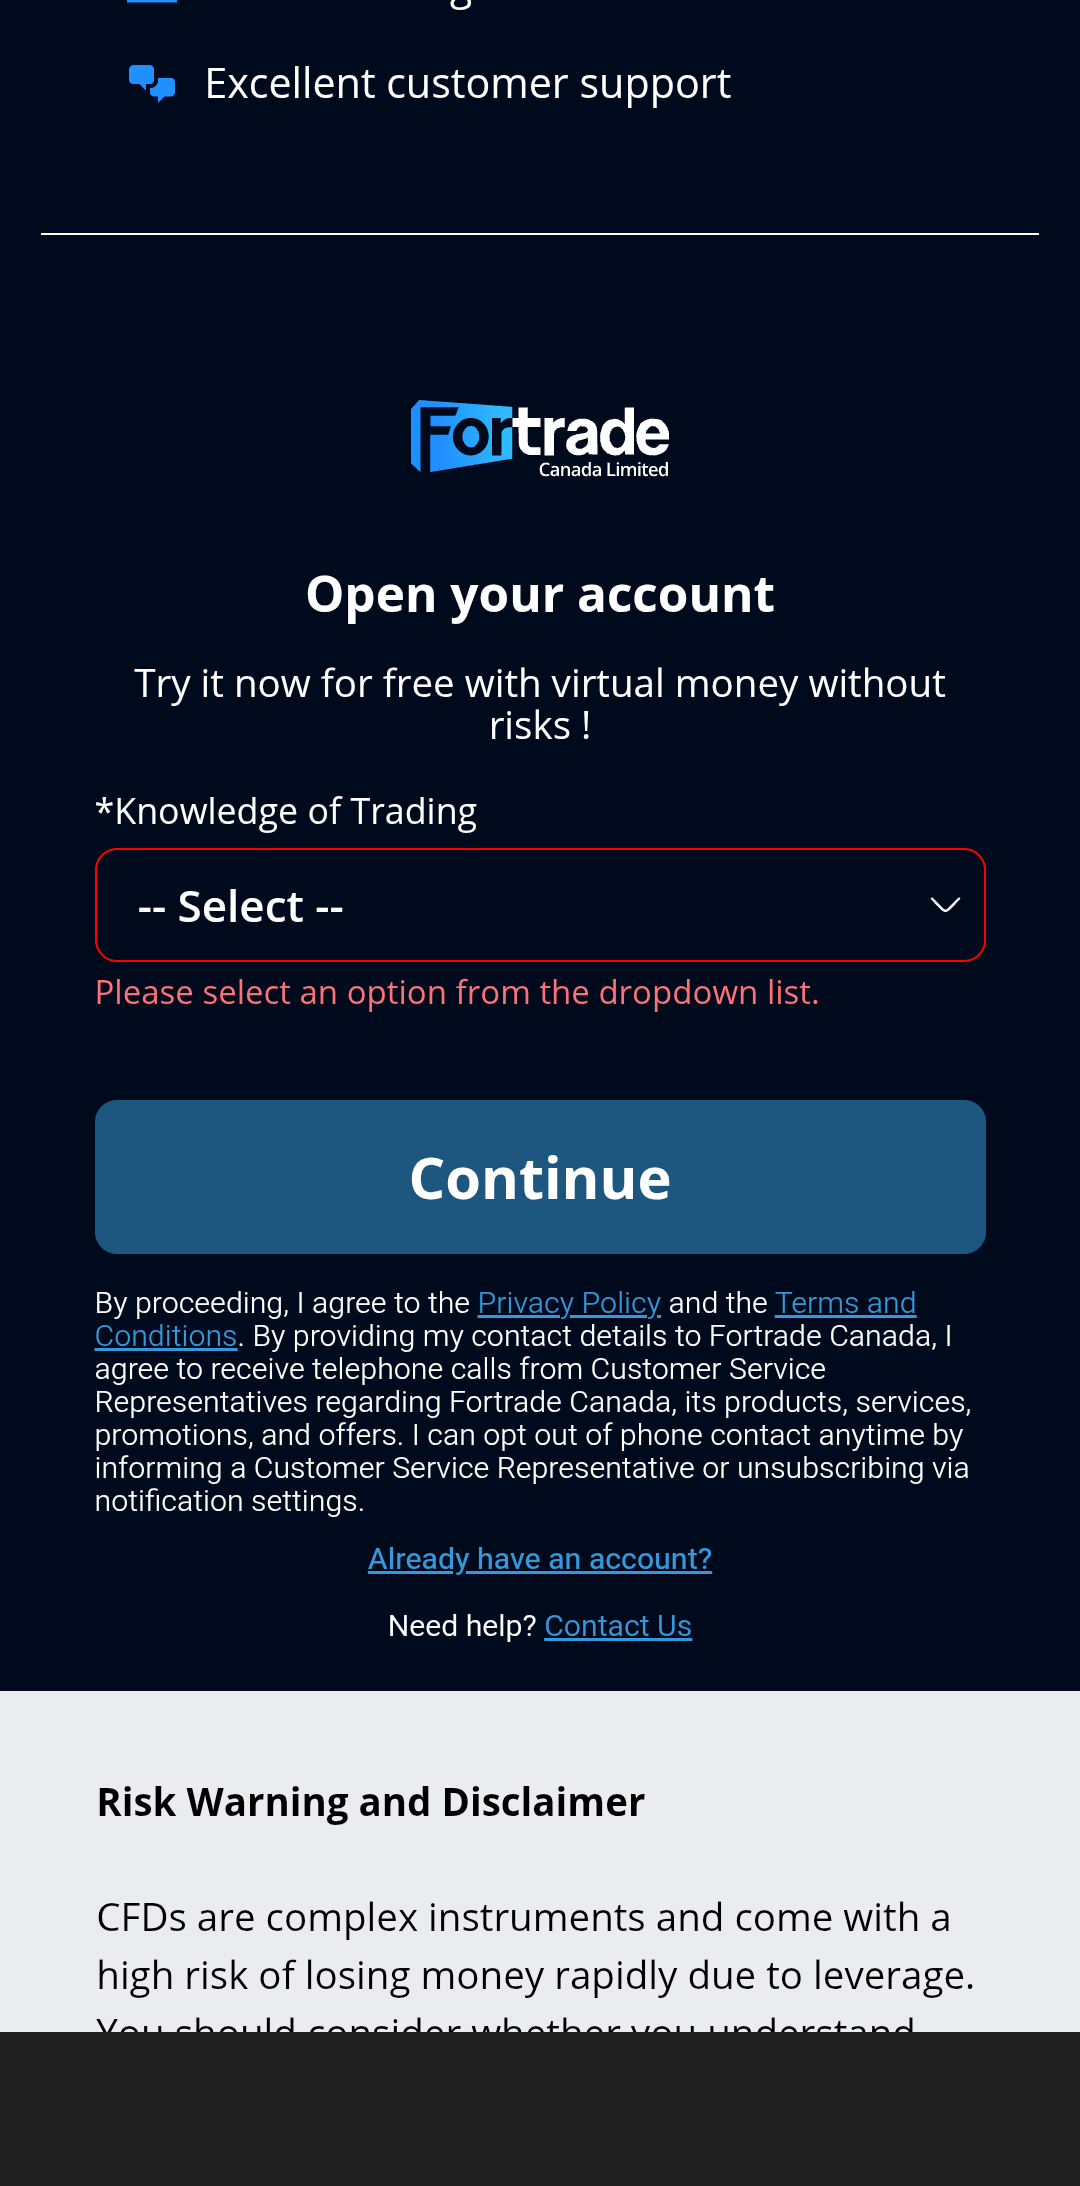 Excellent customer support
Fortrade
Canada Limited
Open your account
Try it now for free with virtual money without
risks !
*Knowledge of Trading
-- Select --
Please select an option from the dropdown list.
Continue
By proceeding, I agree to the Privacy Policy and the Terms and
Conditions. By providing my contact details to Fortrade Canada, I
agree to receive telephone calls from Customer Service
Representatives regarding Fortrade Canada, its products, services,
promotions, and offers. I can opt out of phone contact anytime by
informing a Customer Service Representative or unsubscribing via
notification settings.
Already have an account?
Need help? Contact Us
Risk Warning and Disclaimer
CFDs are complex instruments and come with a
high risk of losing money rapidly due to leverage.
You should consider whether you understand